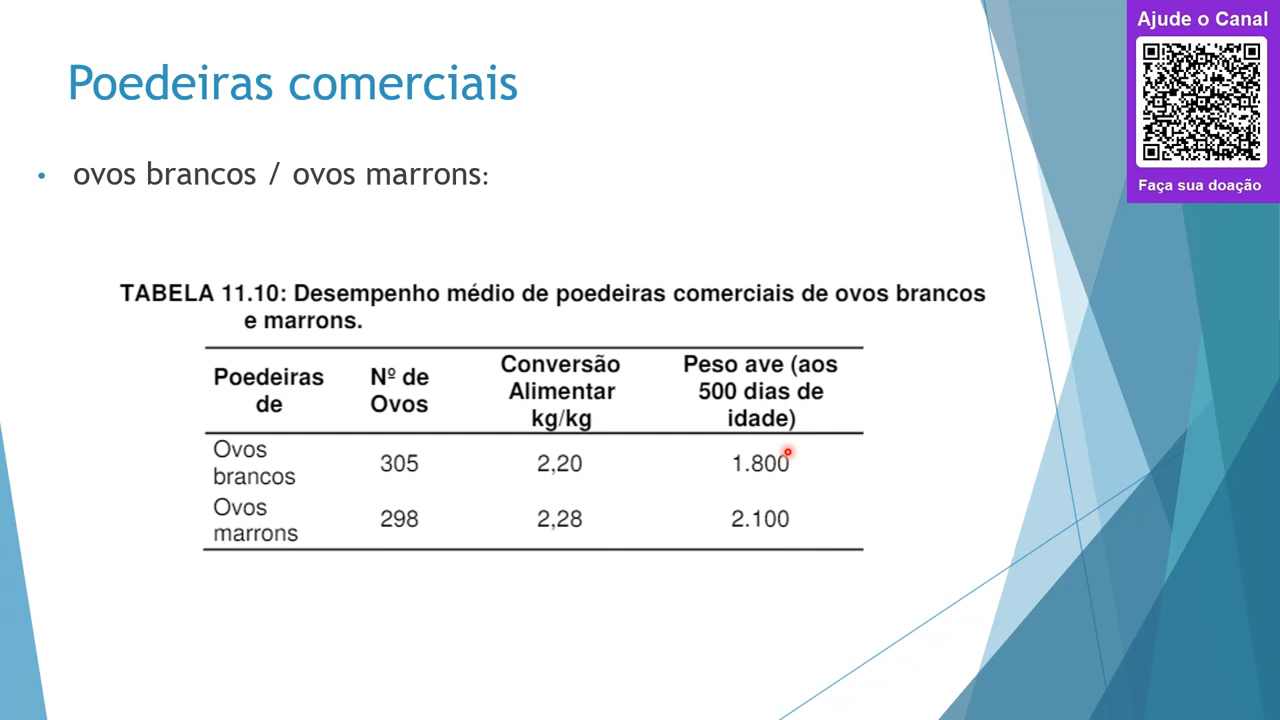 Ajude o Canal
Faça sua doação
Poedeiras comerciais
• ovos brancos / ovos marrons:
TABELA 11.10: Desempenho médio de poedeiras comerciais de ovos brancos
e marrons.
Poedeiras de | Nº de Ovos | Conversão Alimentar kg/kg | Peso ave (aos 500 dias de idade)
Ovos brancos | 305 | 2,20 | 1.800
Ovos marrons | 298 | 2,28 | 2.100